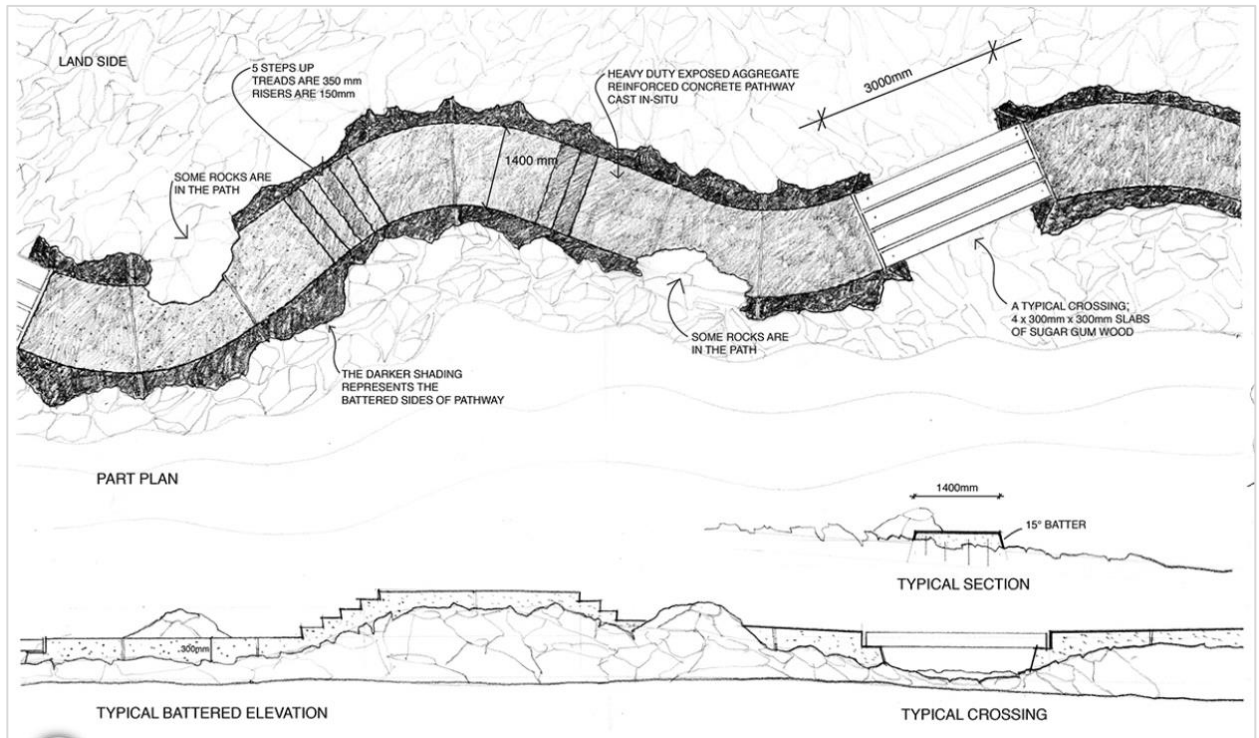 LAND SIDE
5 STEPS UP
TREADS ARE 350 mm
RISERS ARE 150mm
HEAVY DUTY EXPOSED AGGREGATE
REINFORCED CONCRETE PATHWAY
CAST IN-SITU
3000mm
SOME ROCKS ARE
IN THE PATH
1400 mm
A TYPICAL CROSSING;
4 x 300mm x 300mm SLABS
OF SUGAR GUM WOOD
SOME ROCKS ARE
IN THE PATH
THE DARKER SHADING
REPRESENTS THE
BATTERED SIDES OF PATHWAY
PART PLAN
1400mm
15° BATTER
TYPICAL SECTION
300mm
TYPICAL BATTERED ELEVATION
TYPICAL CROSSING